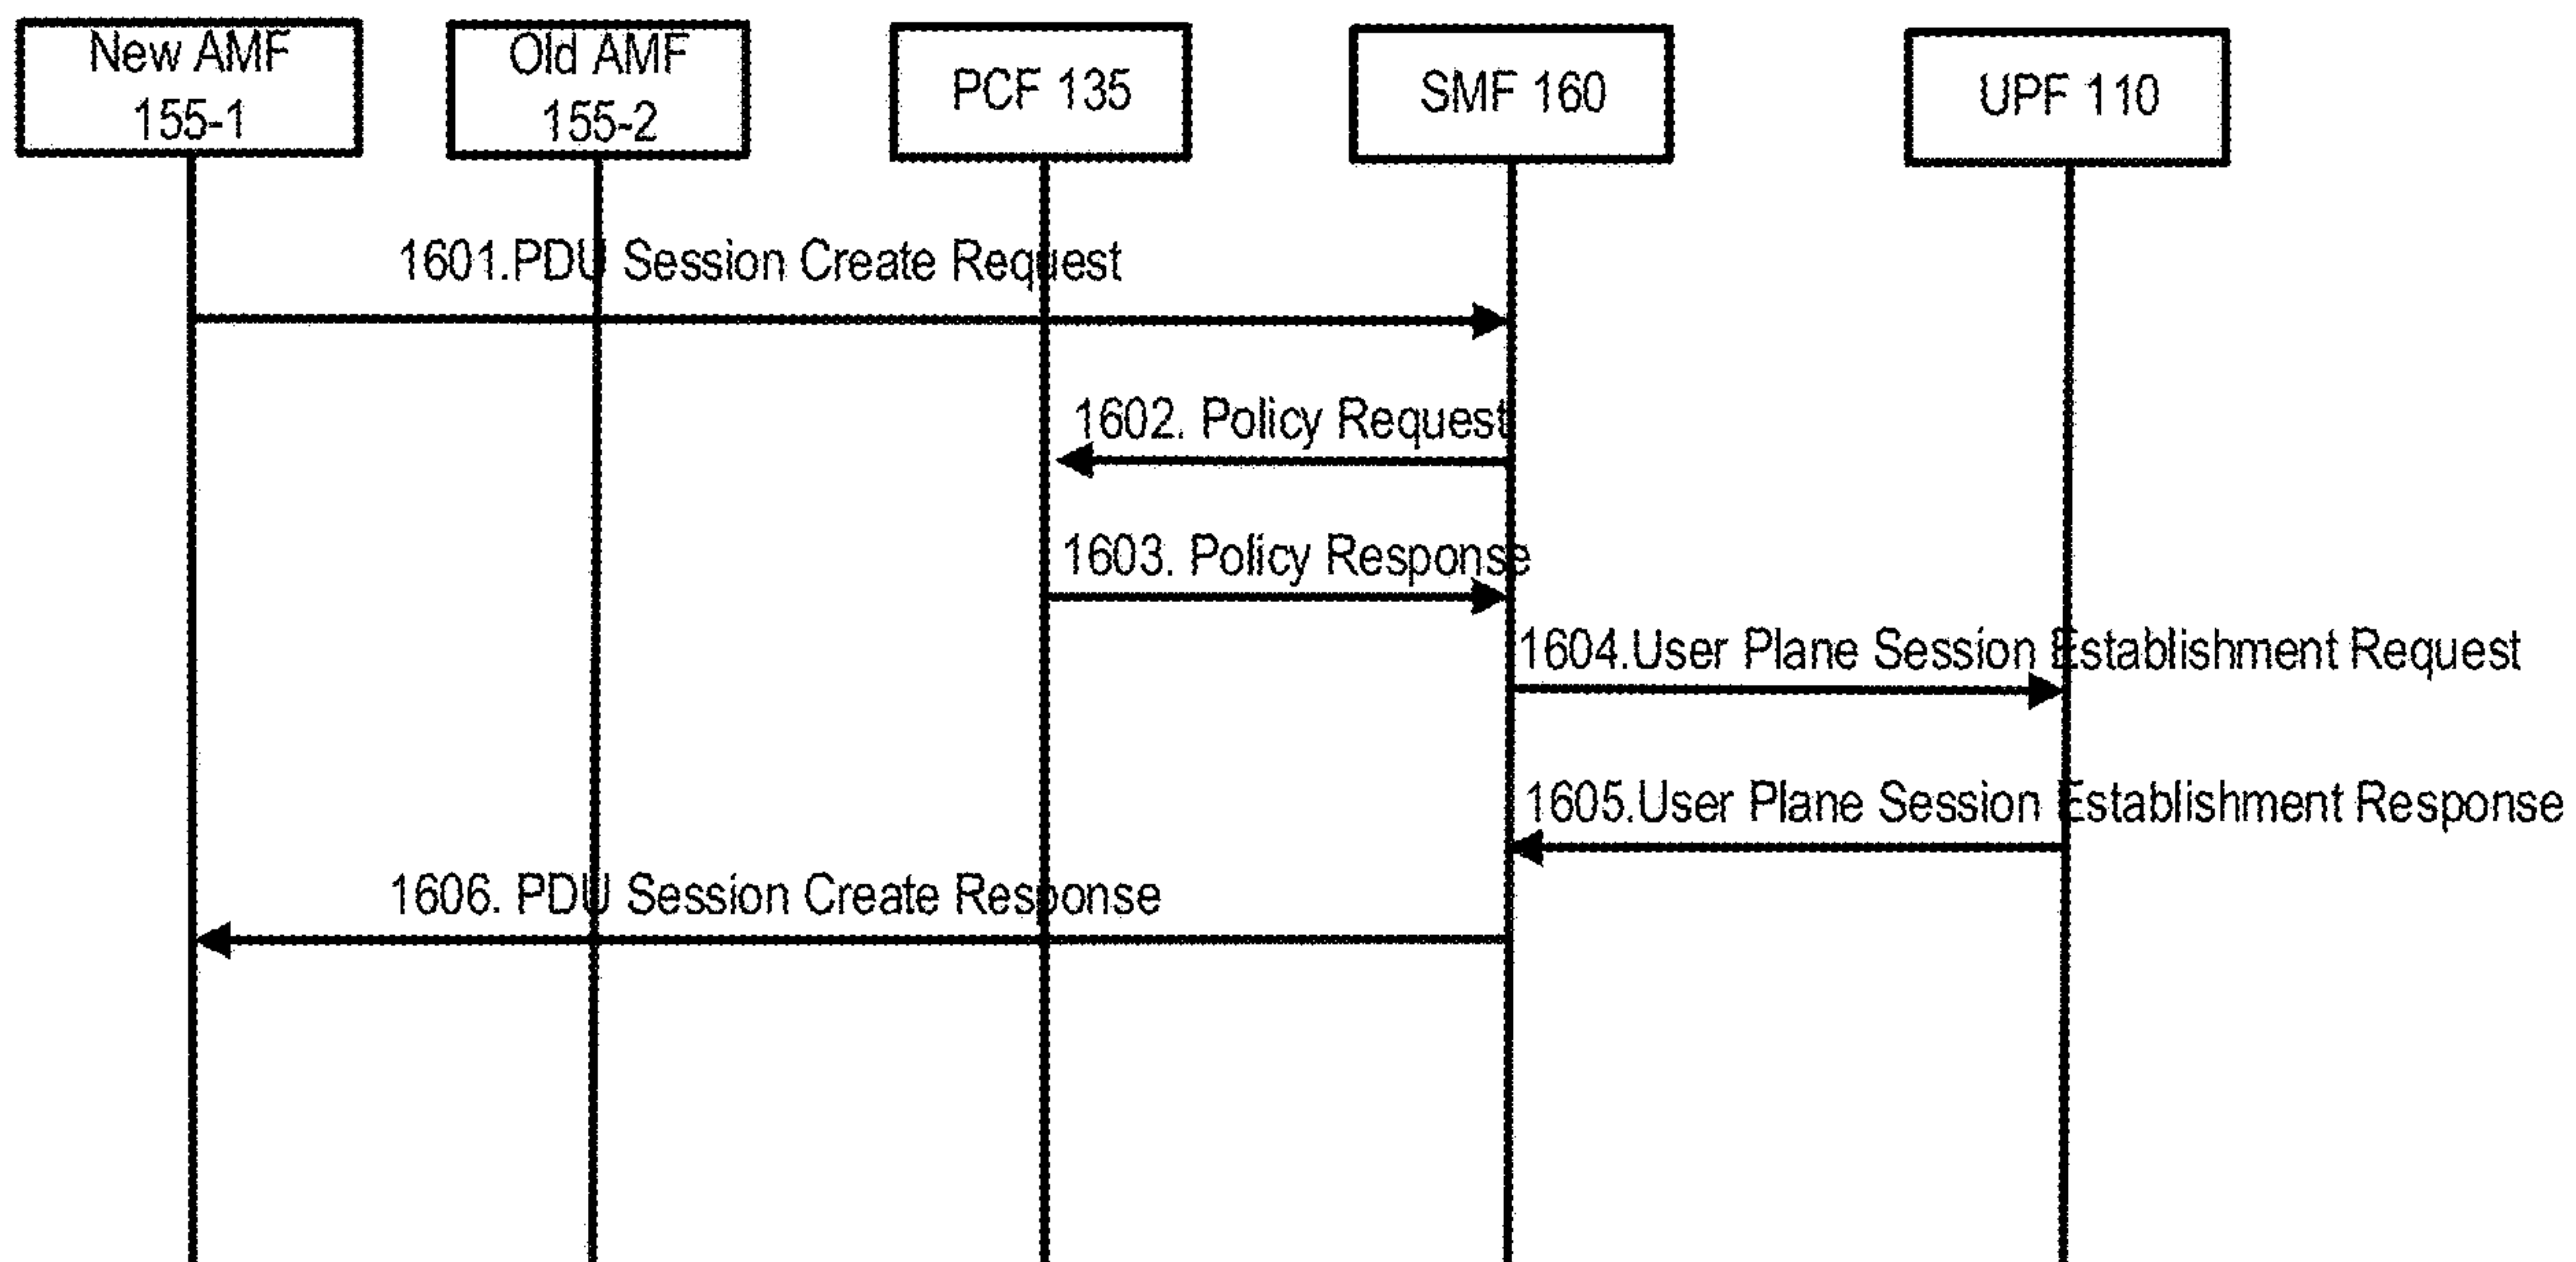 New AMF
155-1
Old AMF
155-2
PCF 135
SMF 160
UPF 110
1601.PDU Session Create Request
1602. Policy Request
1603. Policy Response
1604.User Plane Session Establishment Request
1605.User Plane Session Establishment Response
1606. PDU Session Create Response